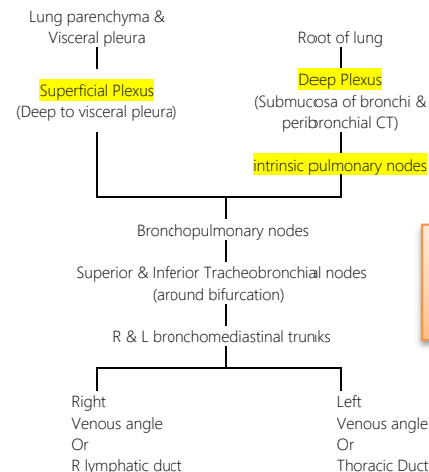 Lung parenchyma &
Visceral pleura
Superficial Plexus
(Deep to visceral pleura)
Root of lung
Deep Plexus
(Submucosa of bronchi &
peribronchial CT)
intrinsic pulmonary nodes
Bronchopulmonary nodes
Superior & Inferior Tracheobronchial nodes
(around bifurcation)
R & L bronchomediastinal trunks
Right
Venous angle
Or
R lymphatic duct
Left
Venous angle
Or
Thoracic Duct